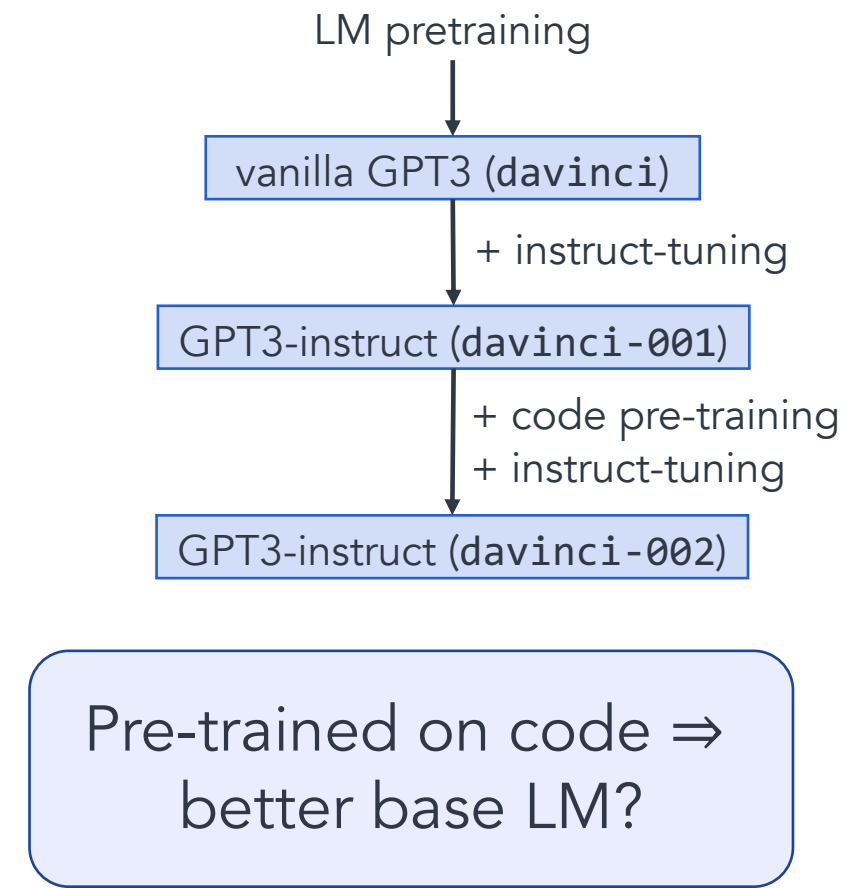 LM pretraining
vanilla GPT3 (davinci)
+ instruct-tuning
GPT3-instruct (davinci-001)
+ code pre-training
+ instruct-tuning
GPT3-instruct (davinci-002)
Pre-trained on code ⇒
better base LM?